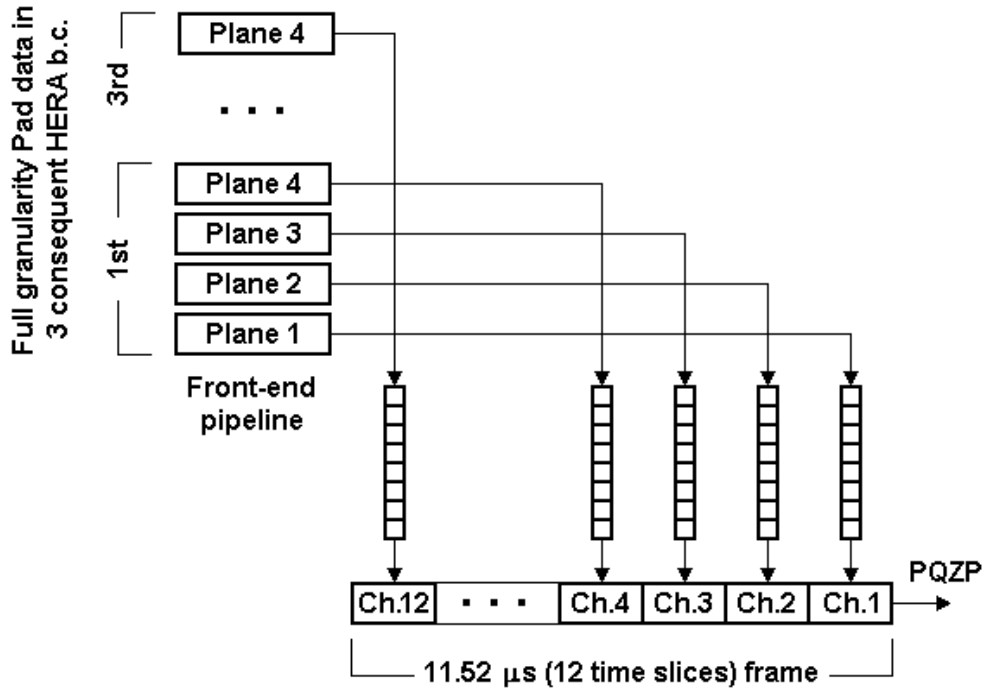 Full granularity Pad data in
3 consequent HERA b.c.
3rd
Plane 4
. . .
1st
Plane 4
Plane 3
Plane 2
Plane 1
Front-end
pipeline
Ch.12
. . .
Ch.4
Ch.3
Ch.2
Ch.1
PQZP
11.52 μs (12 time slices) frame